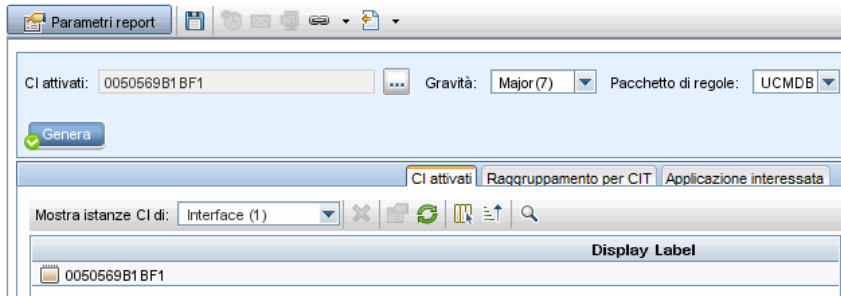 Parametri report
CI attivati: 0050569B1BF1 ... Gravità: Major (7) Pacchetto di regole: UCMDB
Genera
CI attivati Raggruppamento per CIT Applicazione interessata
Mostra istanze CI di: Interface (1)
Display Label
0050569B1BF1